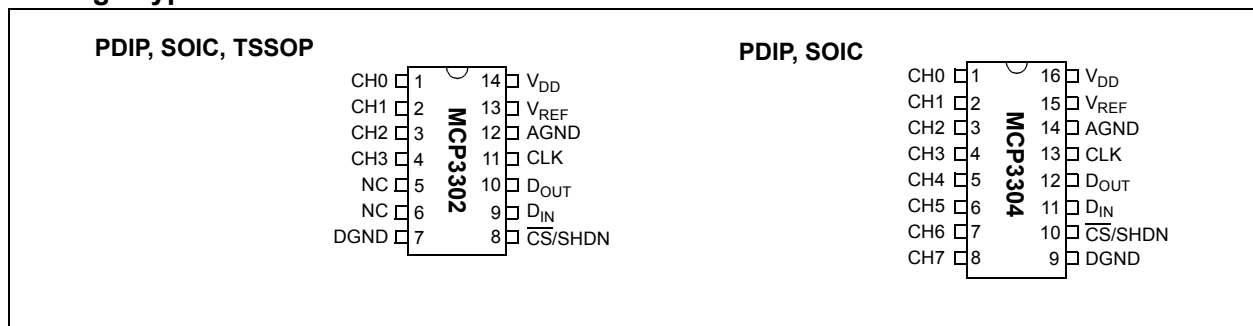 PDIP, SOIC, TSSOP
CH0 1 14 VDD
CH1 2 13 VREF
CH2 3 12 AGND
CH3 4 11 CLK
NC 5 10 DOUT
NC 6 9 DIN
DGND 7 8 CS/SHDN
MCP3302
PDIP, SOIC
CH0 1 16 VDD
CH1 2 15 VREF
CH2 3 14 AGND
CH3 4 13 CLK
CH4 5 12 DOUT
CH5 6 11 DIN
CH6 7 10 CS/SHDN
CH7 8 9 DGND
MCP3304